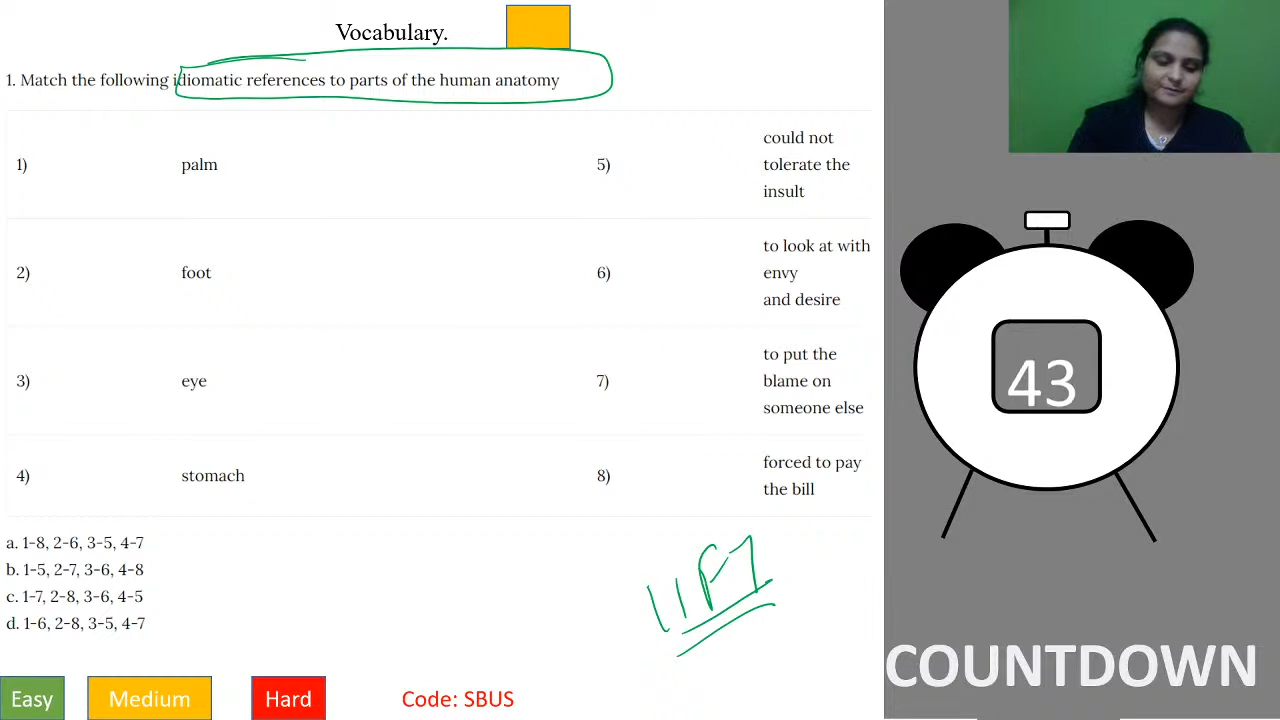 Vocabulary.
1. Match the following idiomatic references to parts of the human anatomy
1) palm 5) could not
tolerate the
insult
2) foot 6) to look at with
envy
and desire
3) eye 7) to put the
blame on
someone else
4) stomach 8) forced to pay
the bill
a. 1-8, 2-6, 3-5, 4-7
b. 1-5, 2-7, 3-6, 4-8
c. 1-7, 2-8, 3-6, 4-5
d. 1-6, 2-8, 3-5, 4-7
Easy
Medium
Hard
Code: SBUS
43
COUNTDOWN